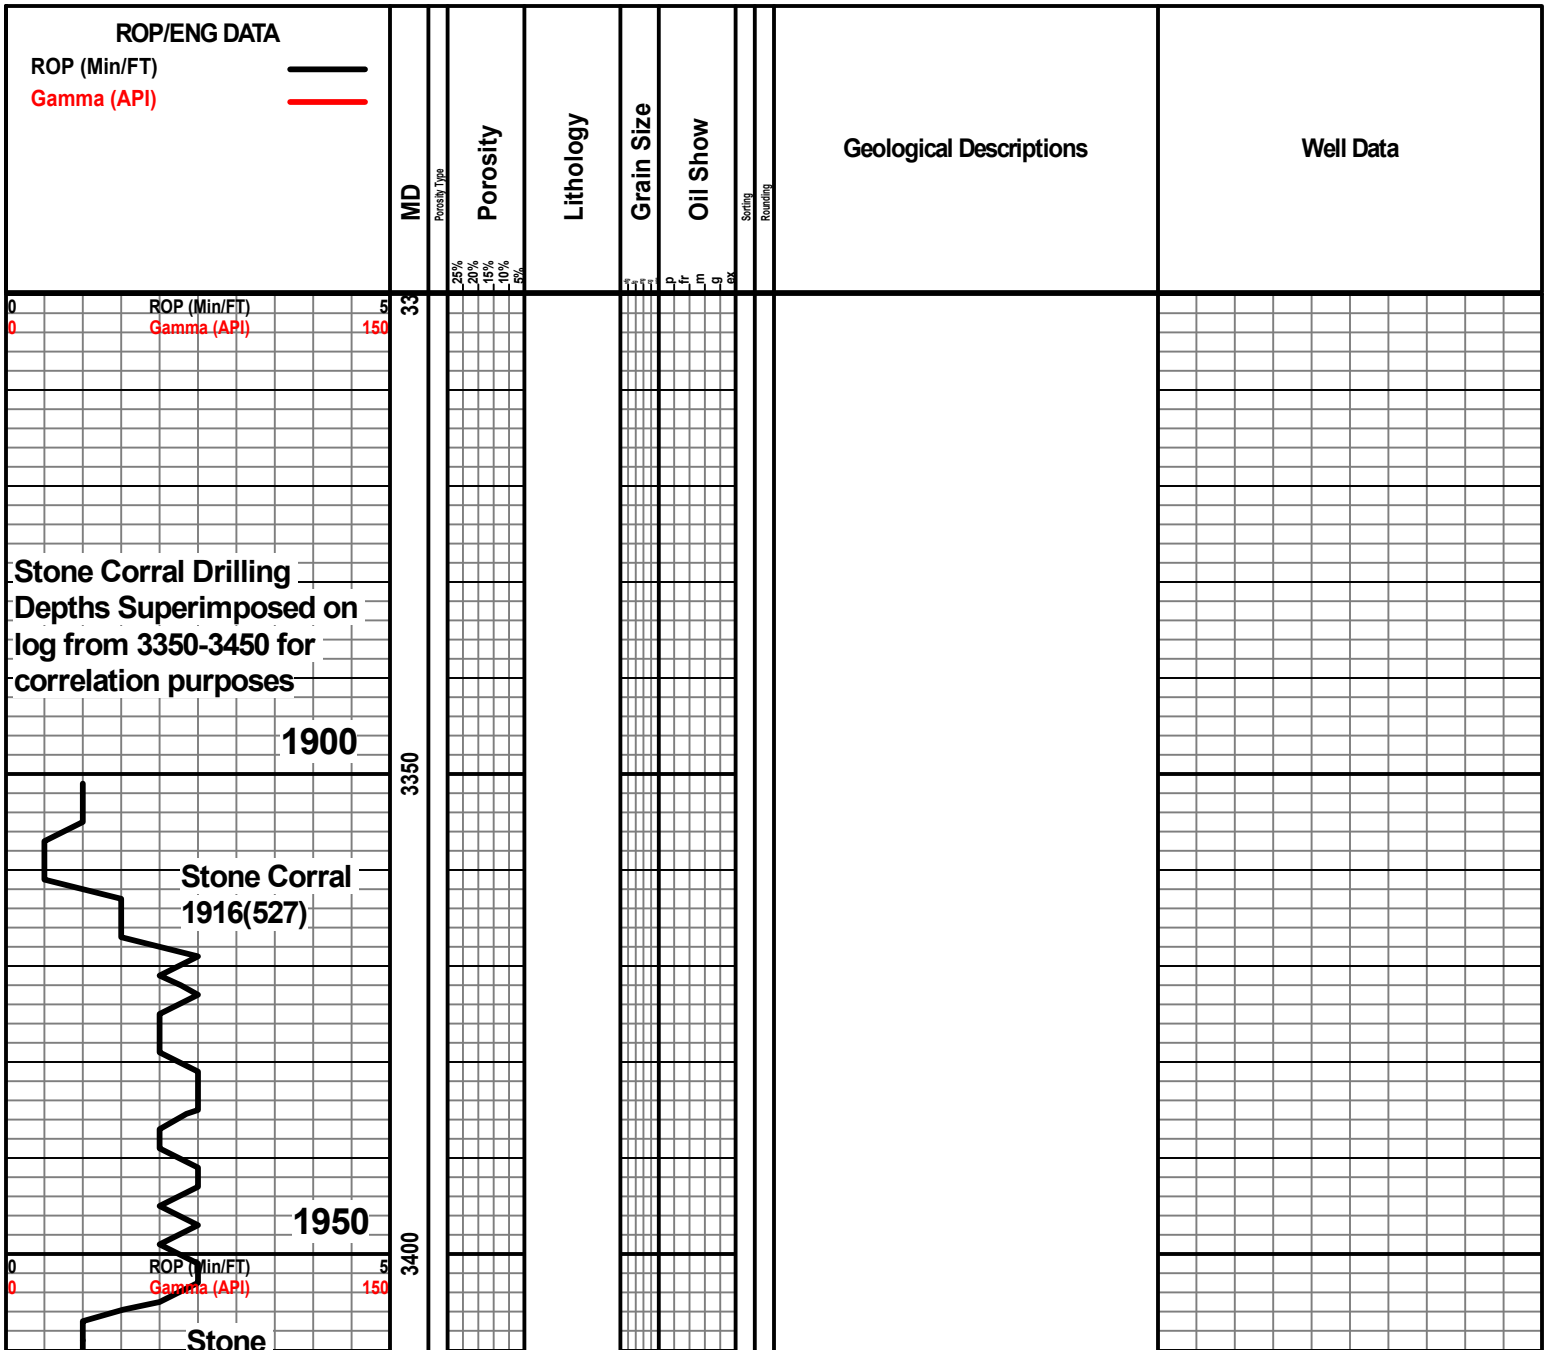 ROP/ENG DATA
ROP (Min/FT)
Gamma (API)
MD
Porosity Type
Porosity
25%
20%
15%
10%
5%
Lithology
Grain Size
Oil Show
p
fr
m
g
ex
Sorting
Rounding
Geological Descriptions
Well Data
0 ROP (Min/FT) 5
0 Gamma (API) 150
33
Stone Corral Drilling
Depths Superimposed on
log from 3350-3450 for
correlation purposes
1900
3350
Stone Corral
1916(527)
1950
3400
0 ROP (Min/FT) 5
0 Gamma (API) 150
Stone